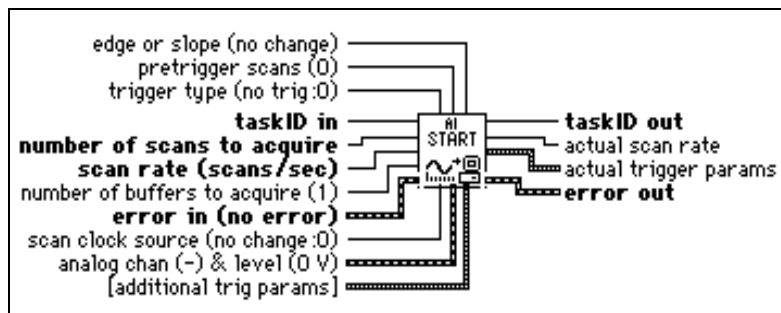 edge or slope (no change)
pretrigger scans (0)
trigger type (no trig:0)
taskID in
number of scans to acquire
scan rate (scans/sec)
number of buffers to acquire (1)
error in (no error)
scan clock source (no change:0)
analog chan (-) & level (0 V)
[additional trig params]
AI
START
taskID out
actual scan rate
actual trigger params
error out